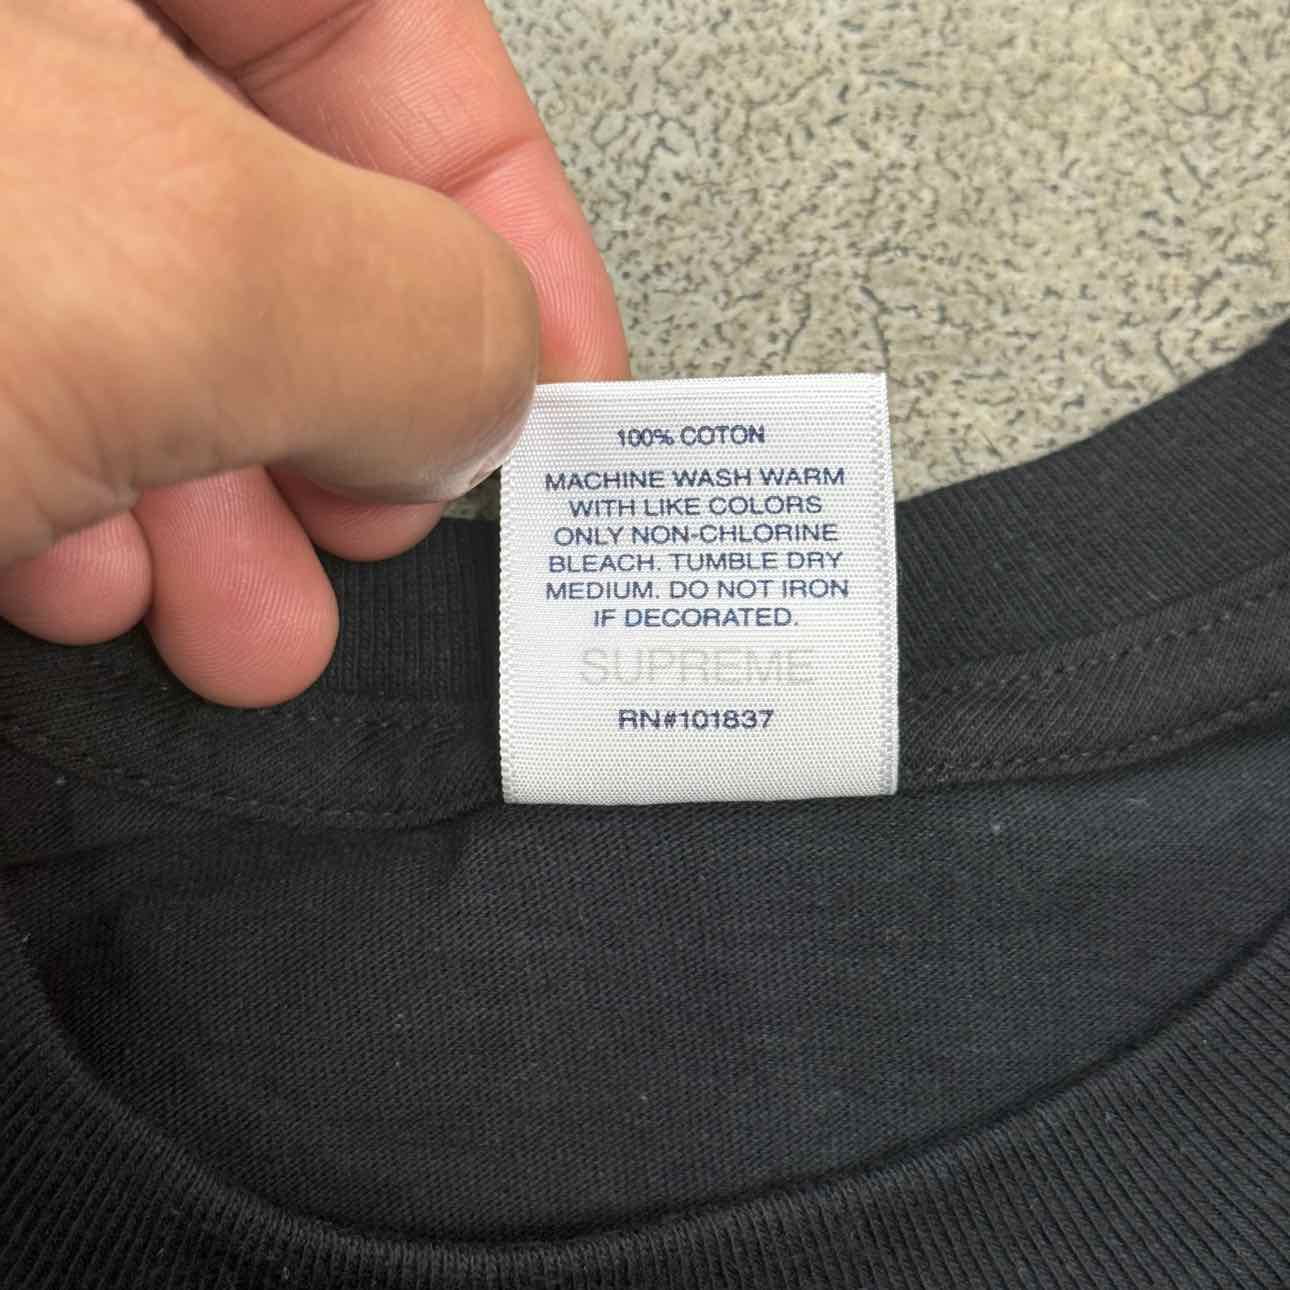 100% COTON
MACHINE WASH WARM
WITH LIKE COLORS
ONLY NON-CHLORINE
BLEACH. TUMBLE DRY
MEDIUM. DO NOT IRON
IF DECORATED.
SUPREME
RN#101837